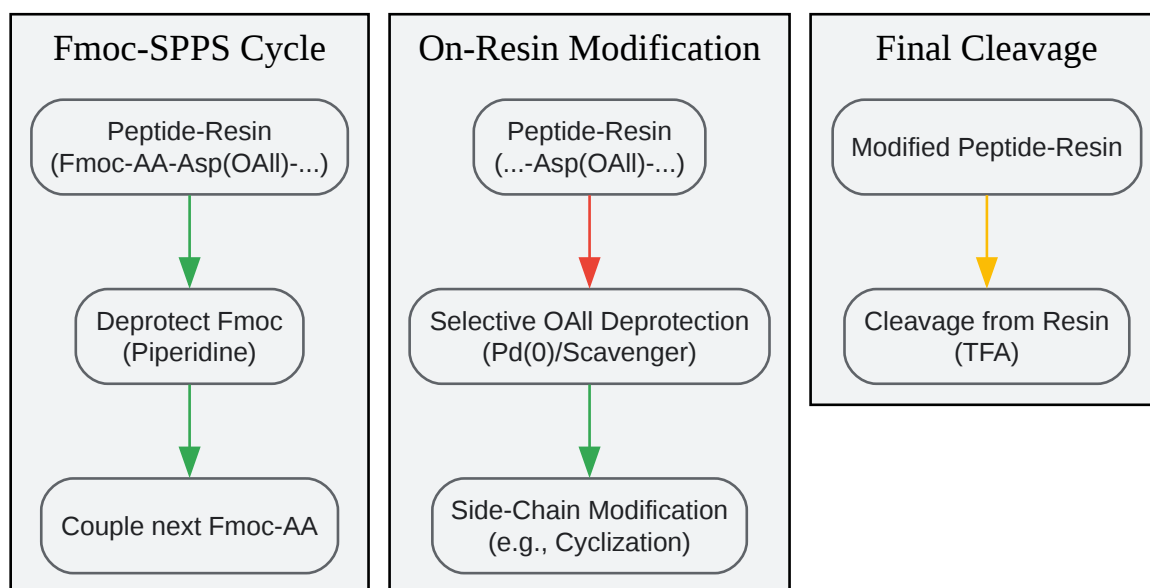 Fmoc-SPPS Cycle
Peptide-Resin
(Fmoc-AA-Asp(OAll)-...)
Deprotect Fmoc
(Piperidine)
Couple next Fmoc-AA
On-Resin Modification
Peptide-Resin
(...-Asp(OAll)-...)
Selective OAll Deprotection
(Pd(0)/Scavenger)
Side-Chain Modification
(e.g., Cyclization)
Final Cleavage
Modified Peptide-Resin
Cleavage from Resin
(TFA)